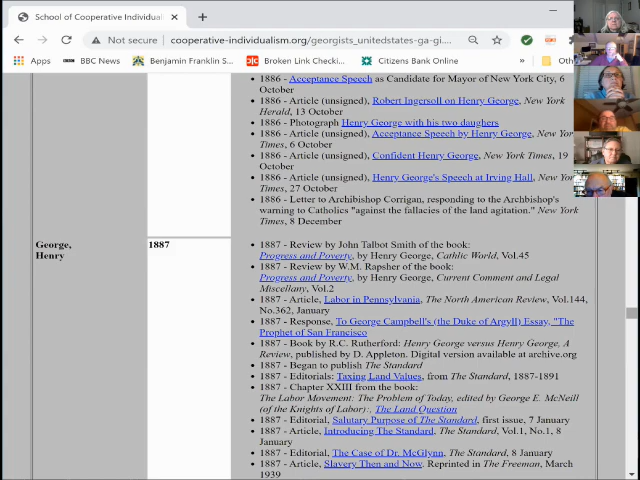 School of Cooperative Individualism
Not secure
cooperative-individualism.org/georgists_unitedstates-ga-gi....
Apps
BBC News
Benjamin Franklin S...
Broken Link Checki...
Citizens Bank Online
»
1886 - Acceptance Speech as Candidate for Mayor of New York City, 6
October
1886 - Article (unsigned), Robert Ingersoll on Henry George, New York
Herald, 13 October
1886 - Photograph Henry George with his two daughers
1886 - Article (unsigned), Acceptance Speech by Henry George, New York
Times, 6 October
1886 - Article (unsigned), Confident Henry George, New York Times, 19
October
1886 - Article (unsigned), Henry George's Speech at Irving Hall, New
Times, 27 October
1886 - Letter to Archibishop Corrigan, responding to the Archbishop's
warning to Catholics "against the fallacies of the land agitation." New York
Times, 8 December
George,
Henry
1887
1887 - Review by John Talbot Smith of the book:
Progress and Poverty, by Henry George, Cathlic World, Vol.45
1887 - Review by W.M. Rapsher of the book:
Progress and Poverty, by Henry George, Current Comment and Legal
Miscellany, Vol.2
1887 - Article, Labor in Pennsylvania, The North American Review, Vol.144,
No.362, January
1887 - Response, To George Campbell's (the Duke of Argyll) Essay, "The
Prophet of San Francisco
1887 - Book by R.C. Rutherford: Henry George versus Henry George, A
Review, published by D. Appleton. Digital version available at archive.org
1887 - Began to publish The Standard
1887 - Editorials: Taxing Land Values, from The Standard, 1887-1891
1887 - Chapter XXIII from the book:
The Labor Movement: The Problem of Today, edited by George E. McNeill
(of the Knights of Labor):, The Land Question
1887 - Editorial, Salutary Purpose of The Standard, first issue, 7 January
1887 - Article, Introducing The Standard, The Standard, Vol.1, No.1, 8
January
1887 - Editorial, The Case of Dr. McGlynn, The Standard, 8 January
1887 - Article, Slavery Then and Now. Reprinted in The Freeman, March
1939